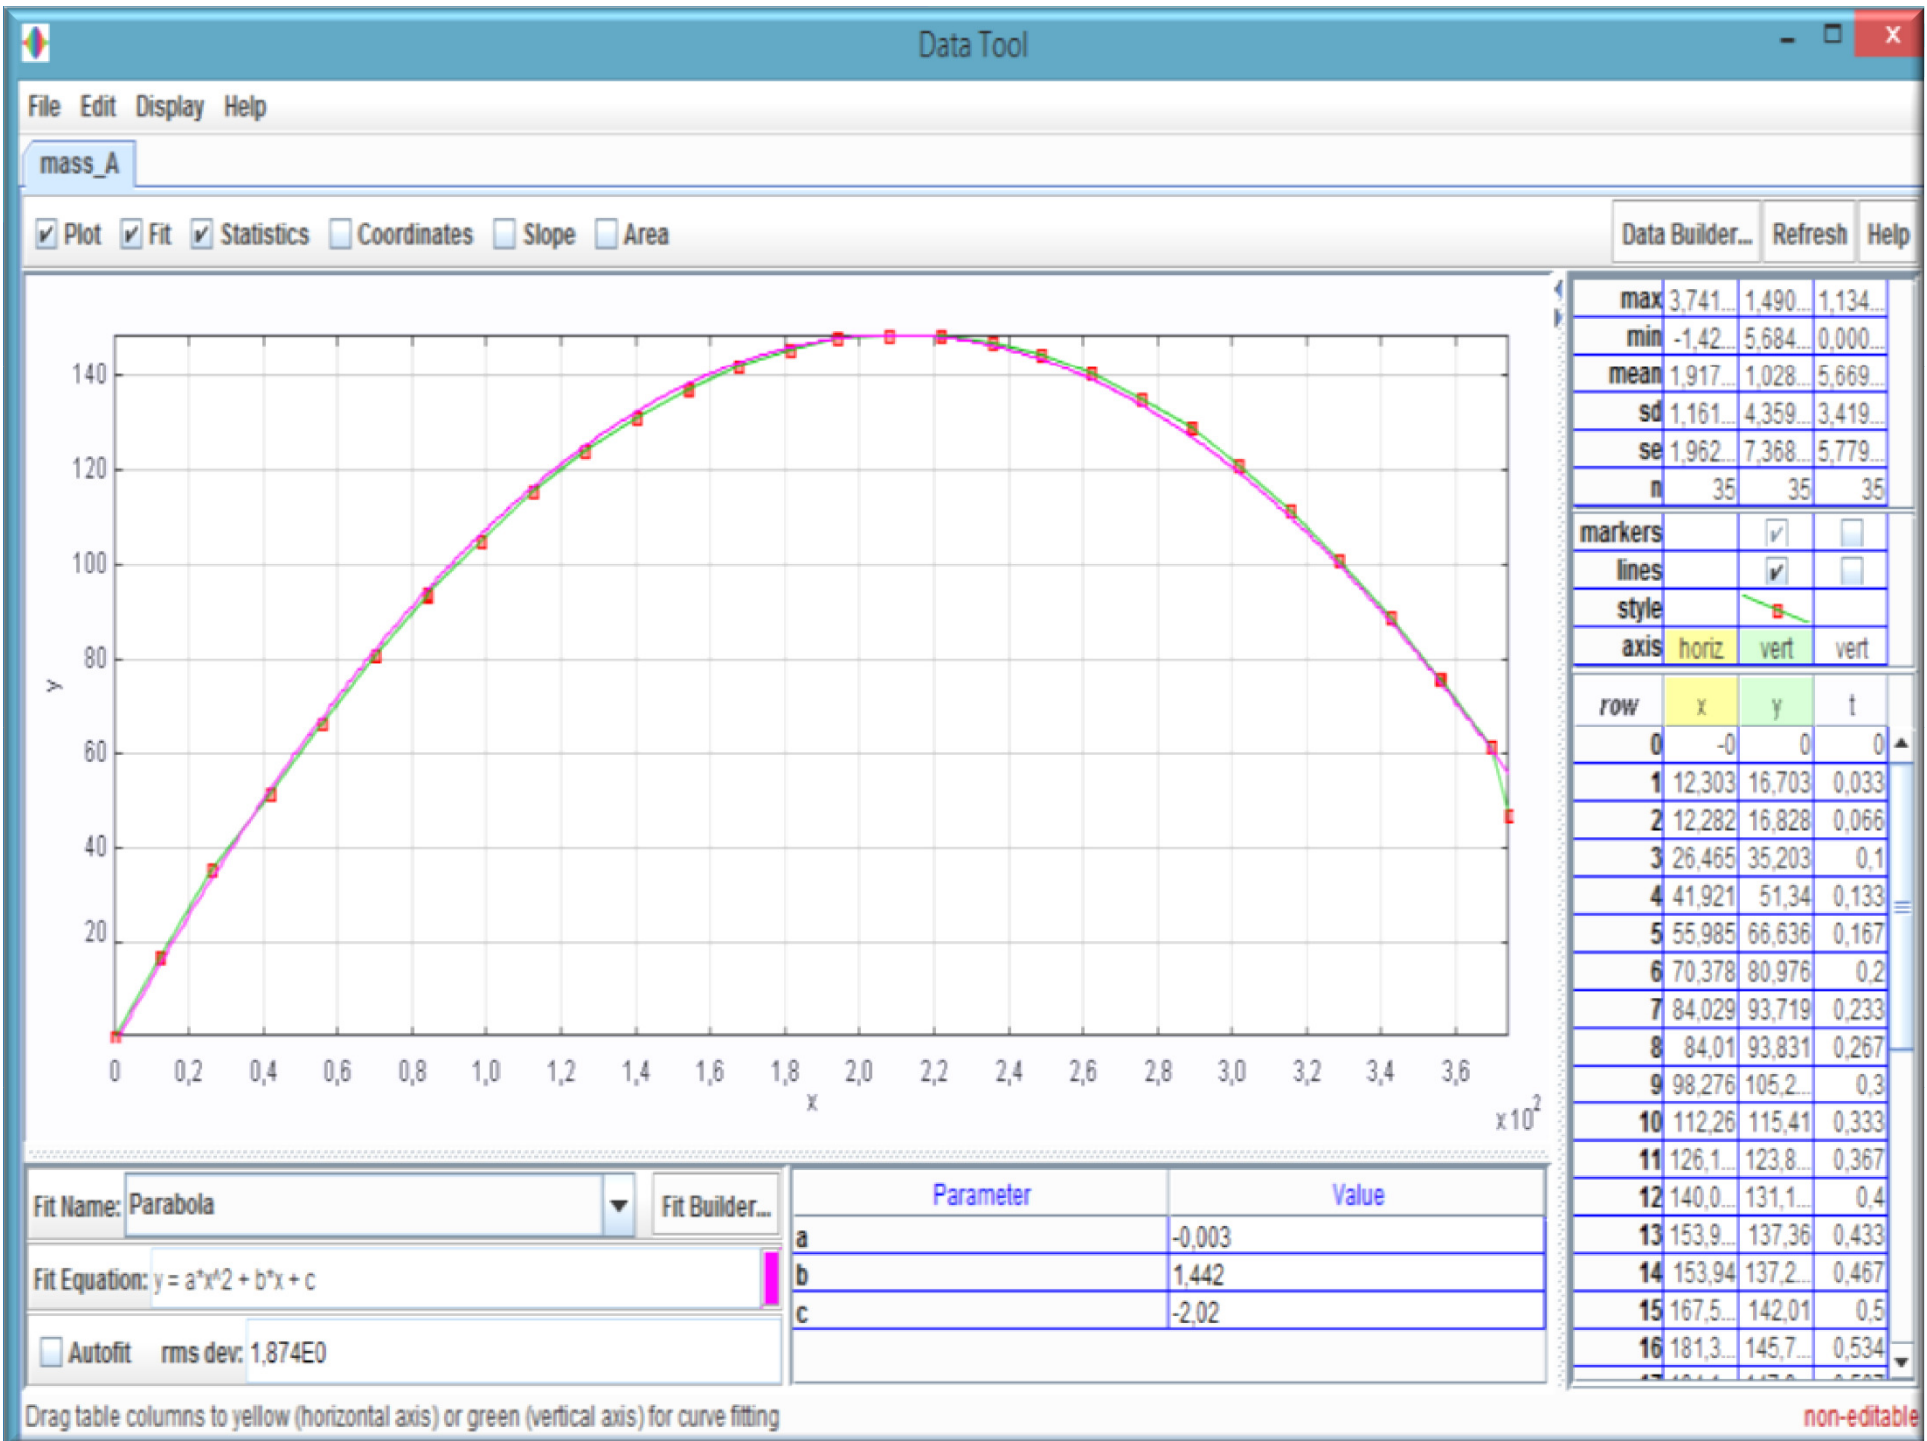 Data Tool
File Edit Display Help
mass_A
Plot Fit Statistics Coordinates Slope Area Data Builder... Refresh Help
max 3,741... 1,490... 1,134...
min -1,42... 5,684... 0,000...
mean 1,917... 1,028... 5,669...
sd 1,161... 4,359... 3,419...
se 1,962... 7,368... 5,779...
n 35 35 35
markers
lines
style
axis horiz vert vert
row x y t
0 -0 0 0
1 12,303 16,703 0,033
2 12,282 16,828 0,066
3 26,465 35,203 0,1
4 41,921 51,34 0,133
5 55,985 66,636 0,167
6 70,378 80,976 0,2
7 84,029 93,719 0,233
8 84,01 93,831 0,267
9 98,276 105,2... 0,3
10 112,26 115,41 0,333
11 126,1... 123,8... 0,367
12 140,0... 131,1... 0,4
13 153,9... 137,36 0,433
14 153,94 137,2... 0,467
15 167,5... 142,01 0,5
16 181,3... 145,7... 0,534
140
120
100
80
60
40
20
y
0 0,2 0,4 0,6 0,8 1,0 1,2 1,4 1,6 1,8 2,0 2,2 2,4 2,6 2,8 3,0 3,2 3,4 3,6
x
x10²
Fit Name: Parabola Fit Builder...
Fit Equation: y = a*x^2 + b*x + c
Autofit rms dev: 1,874E0
Parameter Value
a -0,003
b 1,442
c -2,02
Drag table columns to yellow (horizontal axis) or green (vertical axis) for curve fitting
non-editable